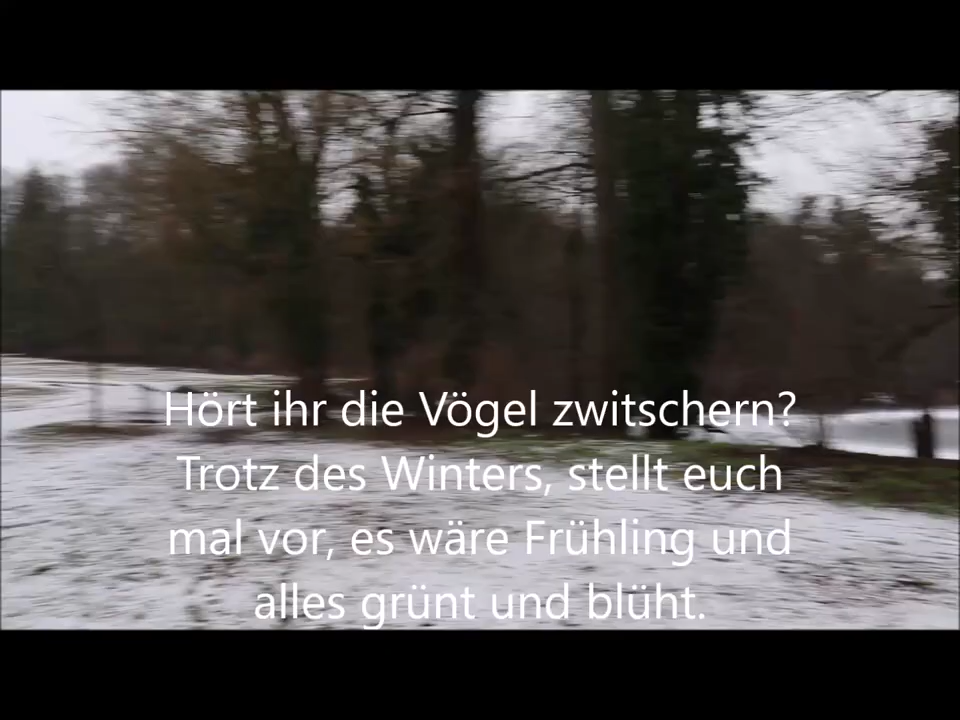 Hört ihr die Vögel zwitschern?
Trotz des Winters, stellt euch
mal vor, es wäre Frühling und
alles grünt und blüht.